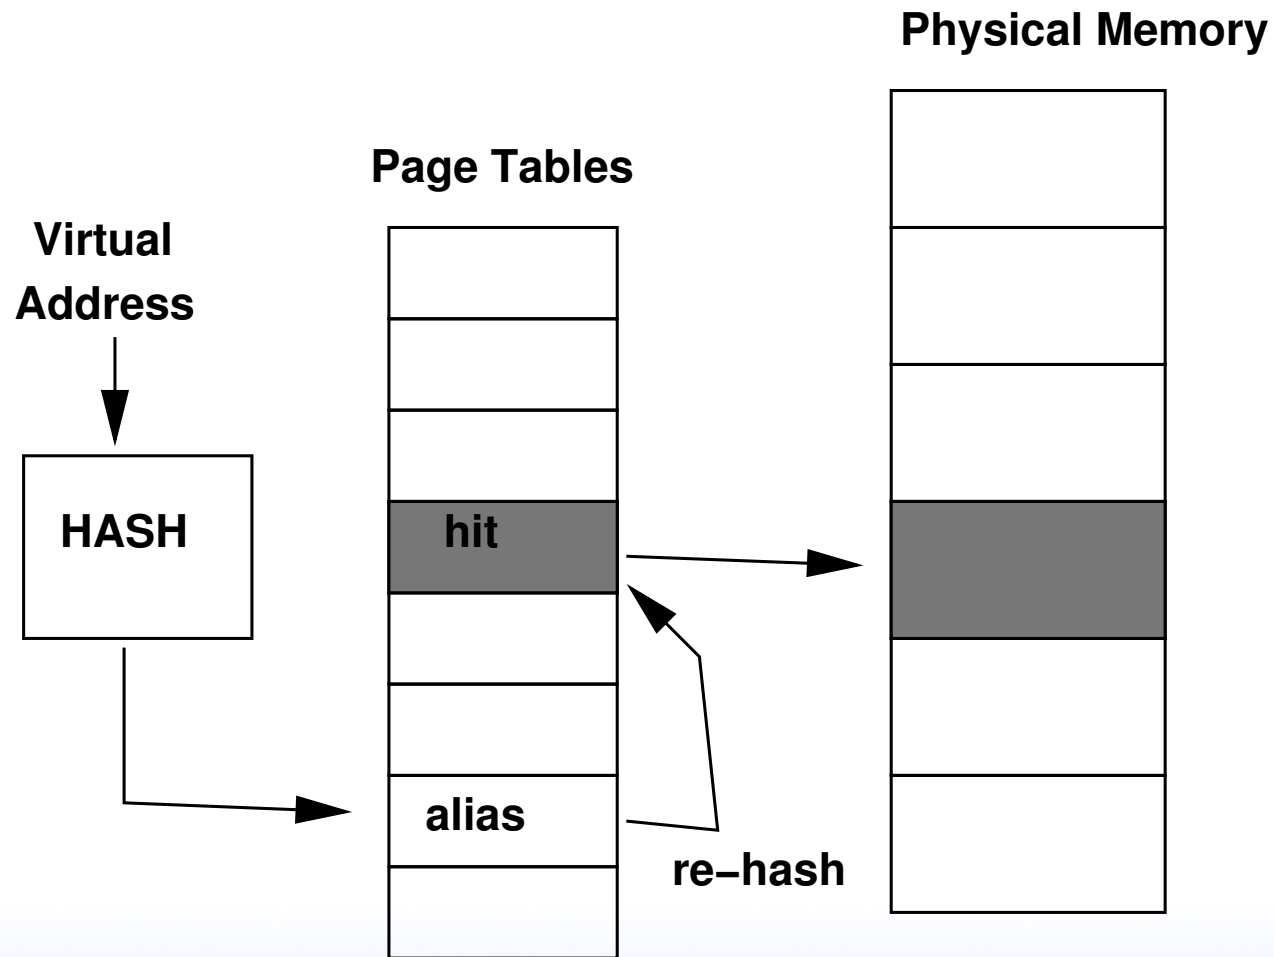 Physical Memory
Page Tables
Virtual
Address
HASH
hit
alias
re–hash